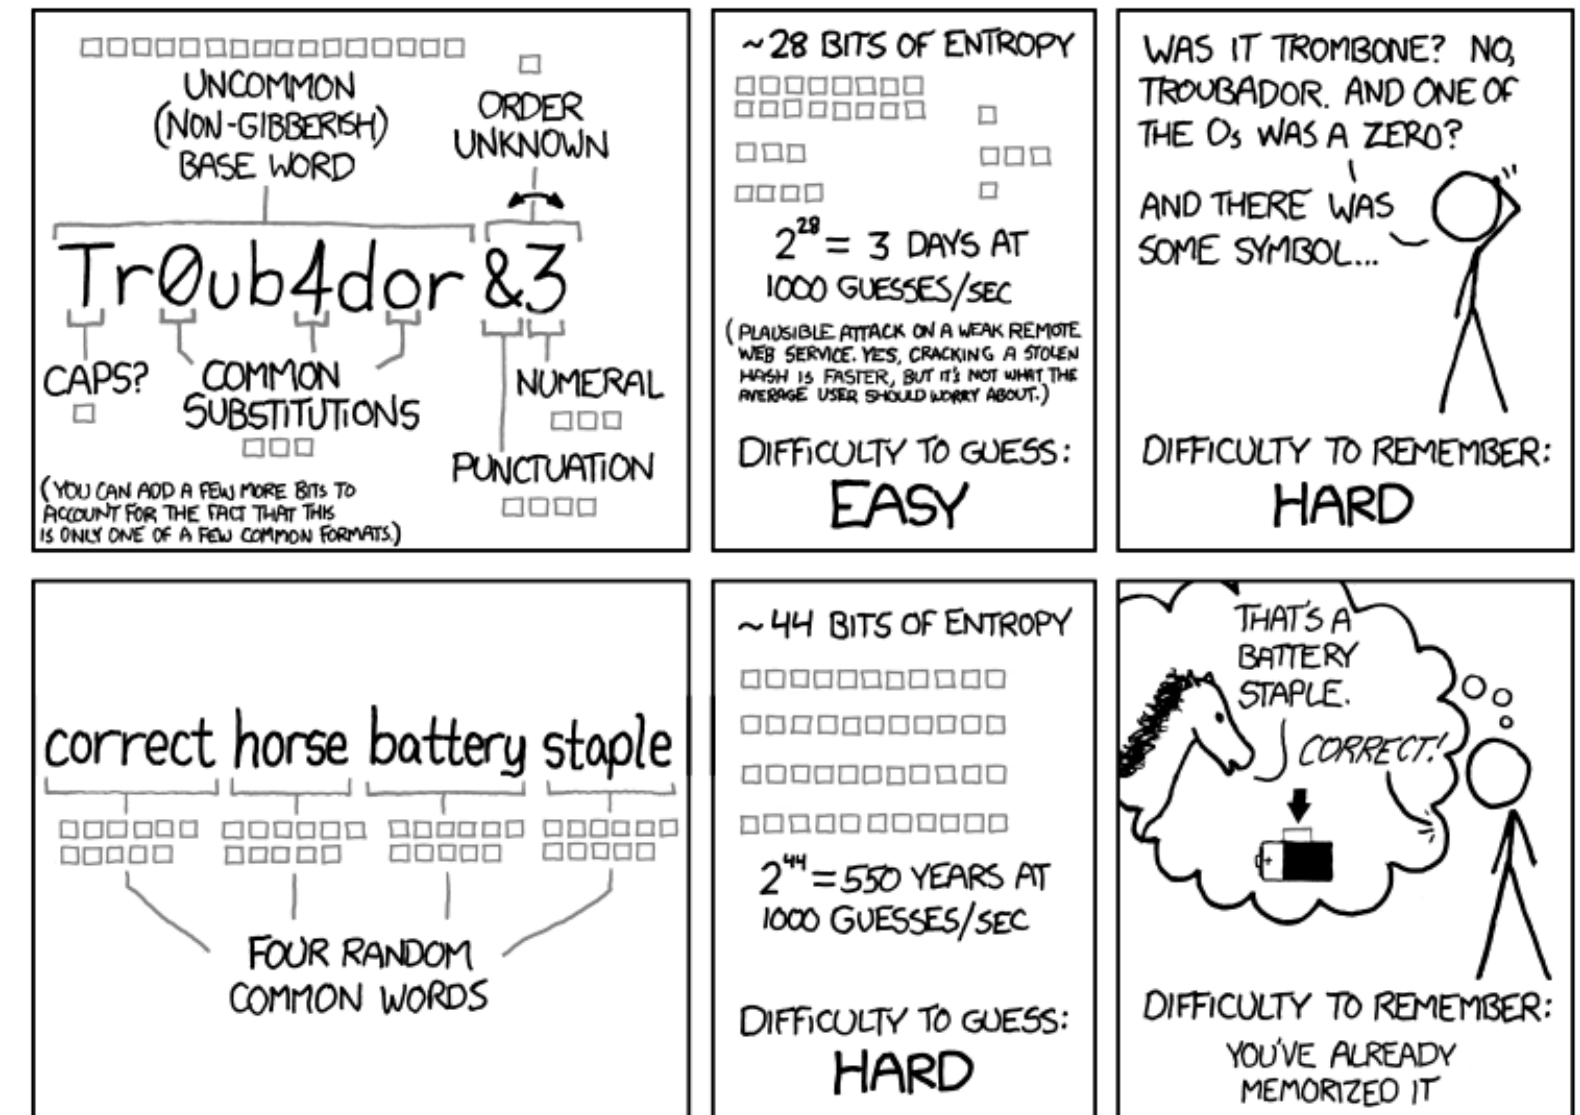 UNCOMMON
(NON-GIBBERISH)
BASE WORD
ORDER
UNKNOWN
Tr0ub4dor &3
CAPS?
COMMON
SUBSTITUTIONS
NUMERAL
PUNCTUATION
(YOU CAN ADD A FEW MORE BITS TO
ACCOUNT FOR THE FACT THAT THIS
IS ONLY ONE OF A FEW COMMON FORMATS.)
~28 BITS OF ENTROPY
2^28 = 3 DAYS AT
1000 GUESSES/SEC
(PLAUSIBLE ATTACK ON A WEAK REMOTE
WEB SERVICE. YES, CRACKING A STOLEN
HASH IS FASTER, BUT IT'S NOT WHAT THE
AVERAGE USER SHOULD WORRY ABOUT.)
DIFFICULTY TO GUESS:
EASY
WAS IT TROMBONE? NO,
TROUBADOR. AND ONE OF
THE Os WAS A ZERO?
AND THERE WAS
SOME SYMBOL...
DIFFICULTY TO REMEMBER:
HARD
correct horse battery staple
FOUR RANDOM
COMMON WORDS
~44 BITS OF ENTROPY
2^44 = 550 YEARS AT
1000 GUESSES/SEC
DIFFICULTY TO GUESS:
HARD
THAT'S A
BATTERY
STAPLE.
CORRECT!
DIFFICULTY TO REMEMBER:
YOU'VE ALREADY
MEMORIZED IT